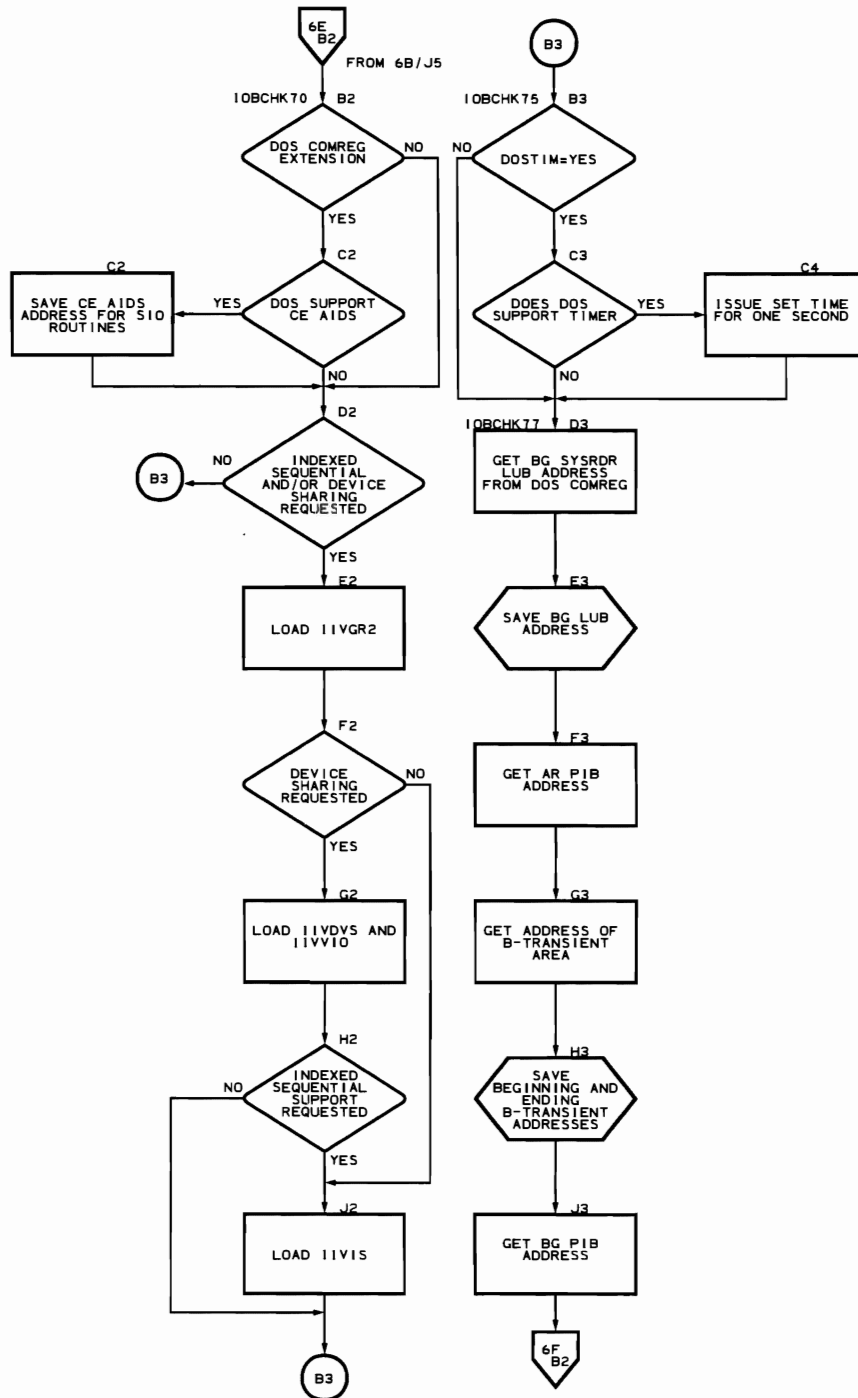 6E
B2
FROM 6B/J5
IOBCHK70
B2
DOS COMREG
EXTENSION
NO
YES
C2
SAVE CE AIDS
ADDRESS FOR SIO
ROUTINES
YES
C2
DOS SUPPORT
CE AIDS
NO
D2
NO
INDEXED
SEQUENTIAL
AND/OR DEVICE
SHARING
REQUESTED
B3
YES
E2
LOAD IIVGR2
F2
DEVICE
SHARING
REQUESTED
NO
YES
G2
LOAD IIVDVS AND
IIVVIO
H2
NO
INDEXED
SEQUENTIAL
SUPPORT
REQUESTED
YES
J2
LOAD IIVIS
B3
B3
IOBCHK75
B3
NO
DOSTIM=YES
YES
C3
DOES DOS
SUPPORT TIMER
YES
C4
ISSUE SET TIME
FOR ONE SECOND
NO
IOBCHK77
D3
GET BG SYSRDR
LUB ADDRESS
FROM DOS COMREG
E3
SAVE BG LUB
ADDRESS
F3
GET AR PIB
ADDRESS
G3
GET ADDRESS OF
B-TRANSIENT
AREA
H3
SAVE
BEGINNING AND
ENDING
B-TRANSIENT
ADDRESSES
J3
GET BG PIB
ADDRESS
6F
B2